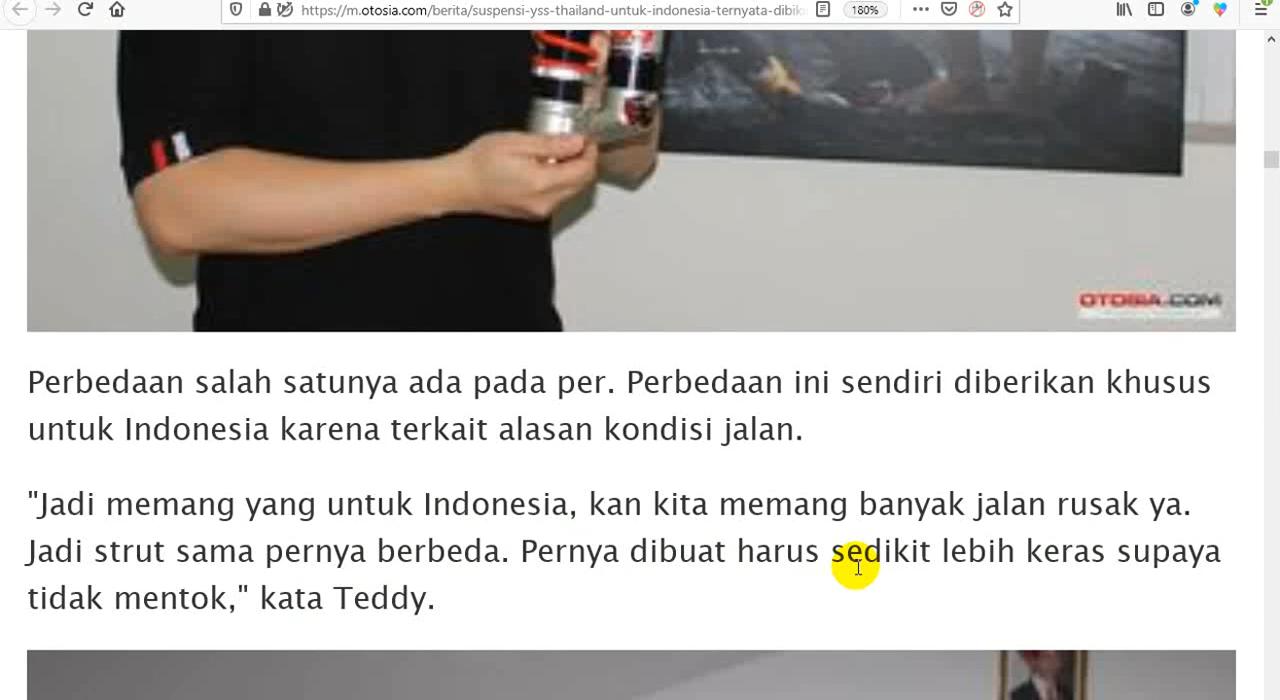 https://m.otosia.com/berita/suspensi-yss-thailand-untuk-indonesia-ternyata-dibik
180%
OTOSIA.COM
Perbedaan salah satunya ada pada per. Perbedaan ini sendiri diberikan khusus
untuk Indonesia karena terkait alasan kondisi jalan.
"Jadi memang yang untuk Indonesia, kan kita memang banyak jalan rusak ya.
Jadi strut sama pernya berbeda. Pernya dibuat harus sedikit lebih keras supaya
tidak mentok," kata Teddy.